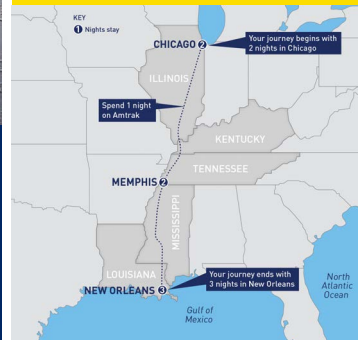 KEY
1 Nights stay
CHICAGO 2
Your journey begins with
2 nights in Chicago
ILLINOIS
Spend 1 night
on Amtrak
KENTUCKY
TENNESSEE
MEMPHIS 2
MISSISSIPPI
LOUISIANA
Your journey ends with
3 nights in New Orleans
NEW ORLEANS 3
North
Atlantic
Ocean
Gulf of
Mexico